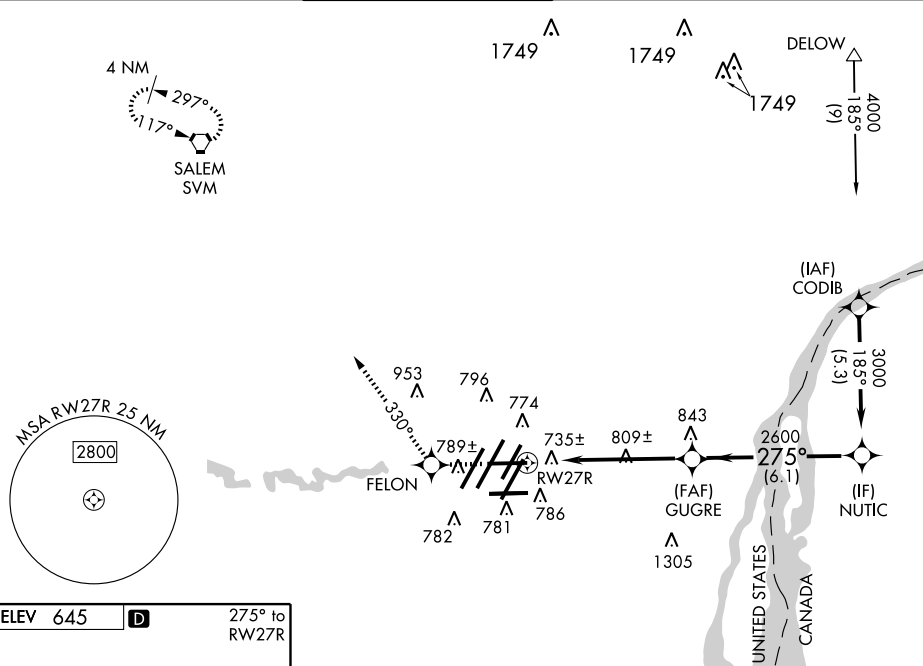 1749
1749
1749
DELOW
4000
185°
(9)
4 NM
297°
117°
SALEM
SVM
(IAF)
CODIB
3000
185°
(5.3)
MSA RW27R 25 NM
2800
330°
953
796
774
789±
735±
809±
843
RW27R
FELON
782
781
786
2600
275°
(6.1)
(FAF)
GUGRE
(IF)
NUTIC
1305
UNITED STATES
CANADA
ELEV 645
D
275° to
RW27R